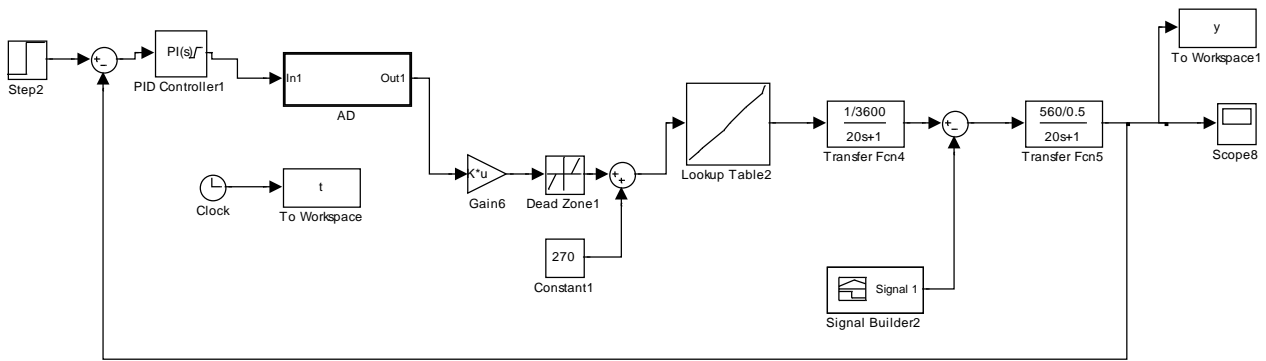 Step2
PI(s)
PID Controller1
In1
Out1
AD
Clock
t
To Workspace
K*u
Gain6
Dead Zone1
270
Constant1
Lookup Table2
1/3600
20s+1
Transfer Fcn4
Signal 1
Signal Builder2
560/0.5
20s+1
Transfer Fcn5
y
To Workspace1
Scope8